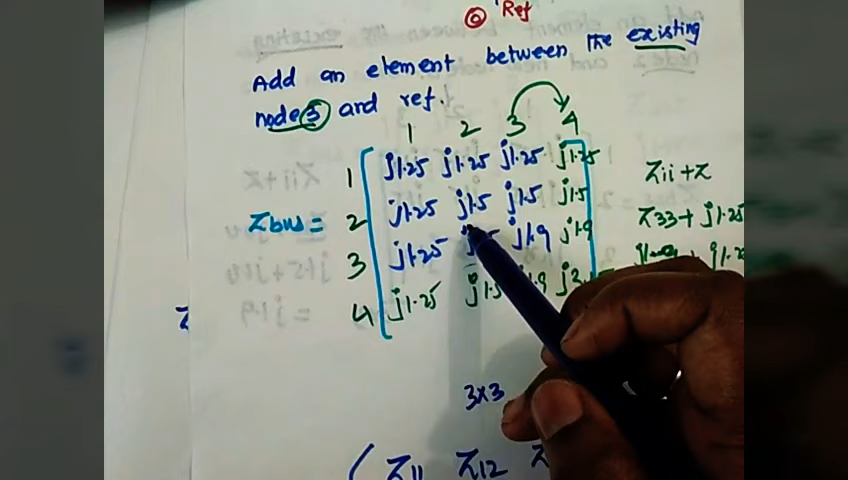 Ref
Add an element between the existing
node 3 and ref.
1 2 3 4
1 j1.25 j1.25 j1.25 j1.25
Zii+z
Zbus = 2 j1.25 j1.5 j1.5 j1.5
Z33+j1.25
3 j1.25 j1.9 j1.9
4 j1.25 j1.5
3x3
Z11 Z12